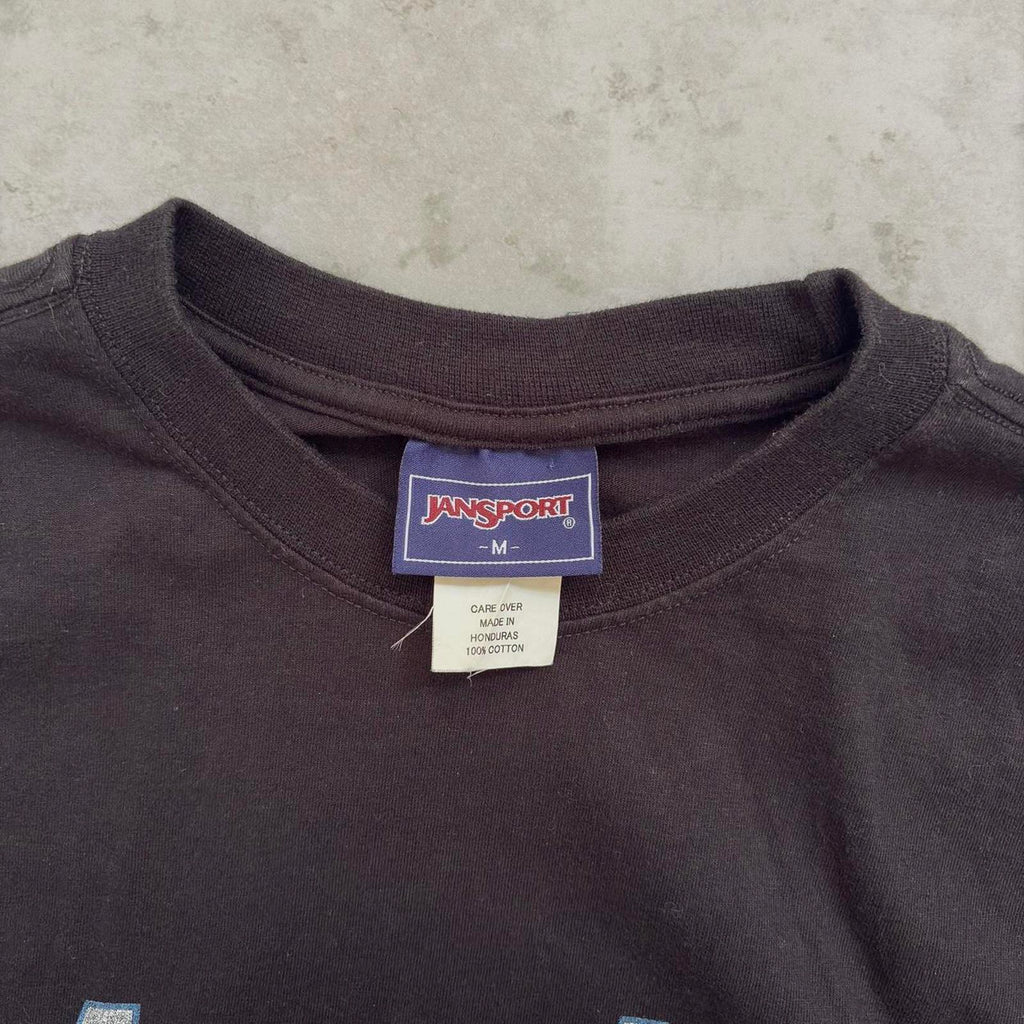 JANSPORT®
-M-
CARE OVER
MADE IN
HONDURAS
100% COTTON